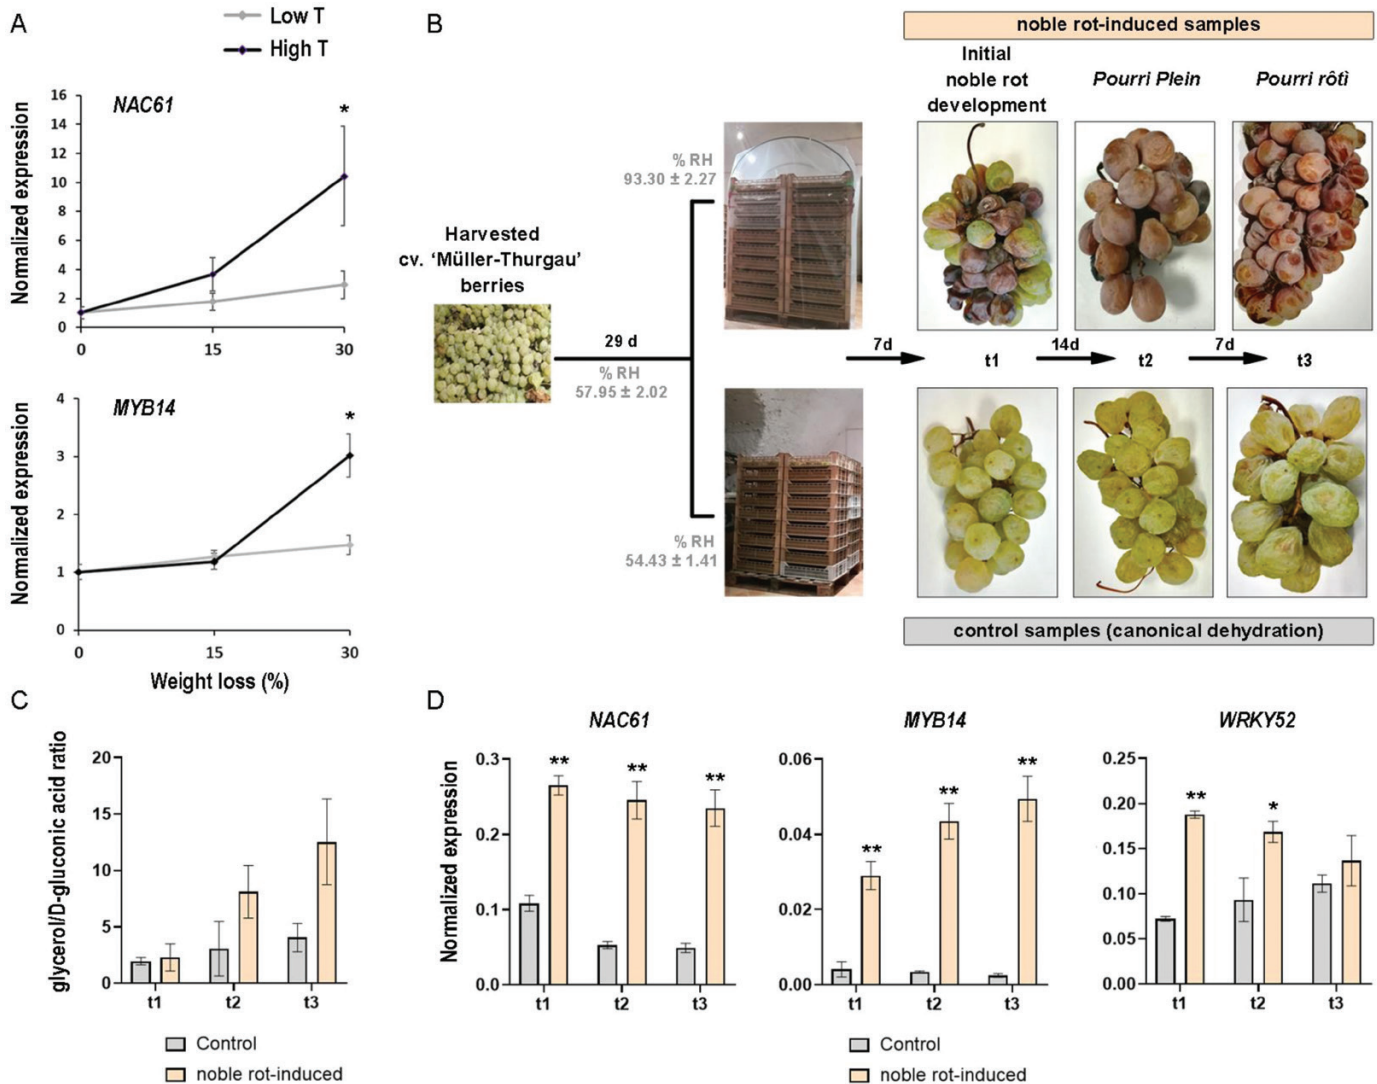 A
Low T
High T
NAC61
*
Normalized expression
16
14
12
10
8
6
4
2
0
0
15
30
MYB14
*
Normalized expression
4
3
2
1
0
0
15
30
Weight loss (%)
B
noble rot-induced samples
Initial
noble rot
development
Pourri Plein
Pourri rôtì
% RH
93.30 ± 2.27
Harvested
cv. ‘Müller-Thurgau’
berries
29 d
% RH
57.95 ± 2.02
7d
t1
14d
t2
7d
t3
% RH
54.43 ± 1.41
control samples (canonical dehydration)
C
glycerol/D-gluconic acid ratio
20
15
10
5
0
t1
t2
t3
Control
noble rot-induced
D
NAC61
Normalized expression
0.3
0.2
0.1
0.0
**
**
**
t1
t2
t3
MYB14
0.06
0.04
0.02
0.00
**
**
**
t1
t2
t3
WRKY52
0.25
0.20
0.15
0.10
0.05
0.00
**
*
t1
t2
t3
Control
noble rot-induced